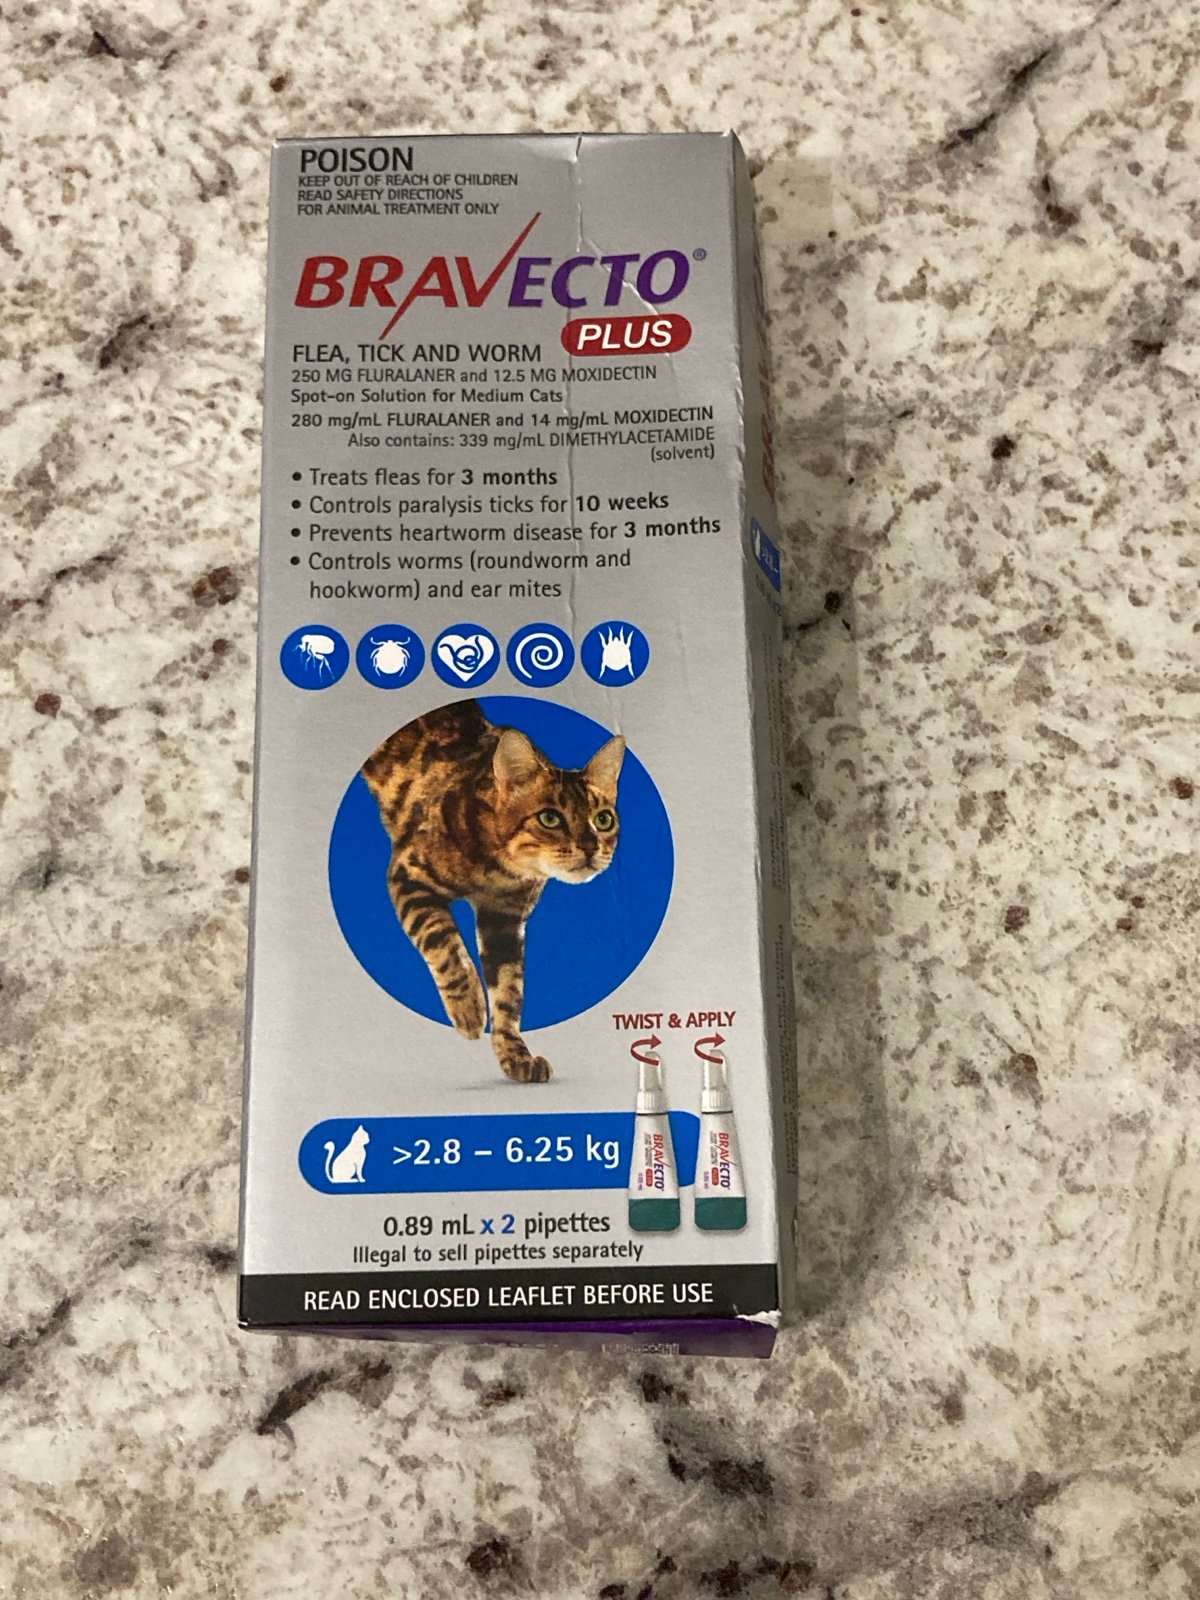 POISON
KEEP OUT OF REACH OF CHILDREN
READ SAFETY DIRECTIONS
FOR ANIMAL TREATMENT ONLY
BRAVECTO®
PLUS
FLEA, TICK AND WORM
250 MG FLURALANER and 12.5 MG MOXIDECTIN
Spot-on Solution for Medium Cats
280 mg/mL FLURALANER and 14 mg/mL MOXIDECTIN
Also contains: 339 mg/mL DIMETHYLACETAMIDE
(solvent)
• Treats fleas for 3 months
• Controls paralysis ticks for 10 weeks
• Prevents heartworm disease for 3 months
• Controls worms (roundworm and
hookworm) and ear mites
TWIST & APPLY
>2.8 – 6.25 kg
BRAVECTO
PLUS
BRAVECTO
PLUS
0.89 mL x 2 pipettes
Illegal to sell pipettes separately
READ ENCLOSED LEAFLET BEFORE USE